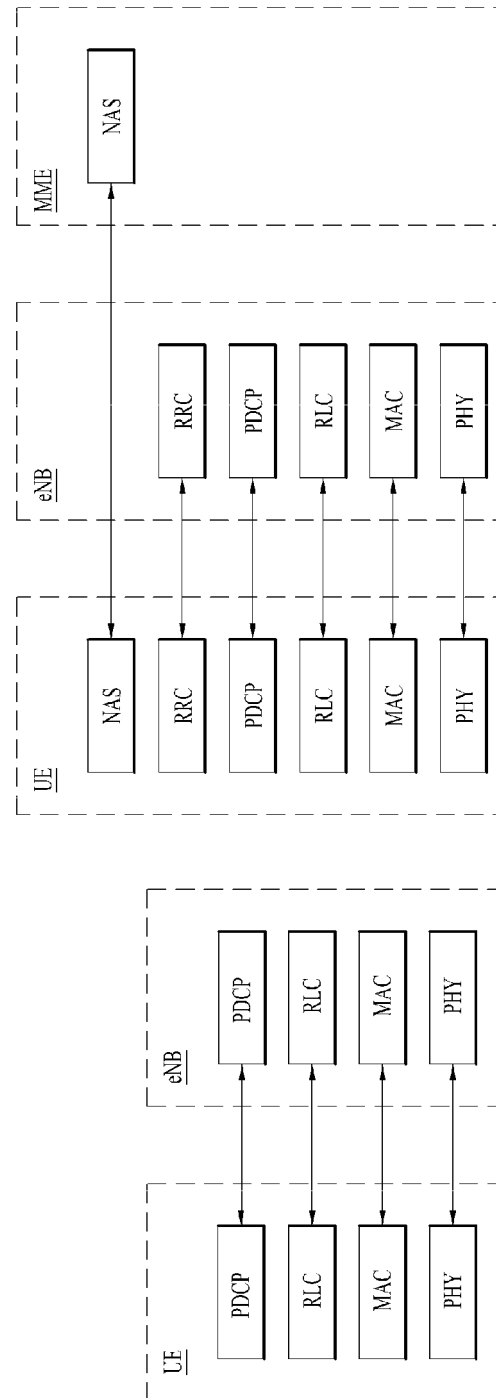 UE
eNB
MME
NAS
NAS
RRC
RRC
PDCP
PDCP
RLC
RLC
MAC
MAC
PHY
PHY
UE
eNB
PDCP
PDCP
RLC
RLC
MAC
MAC
PHY
PHY